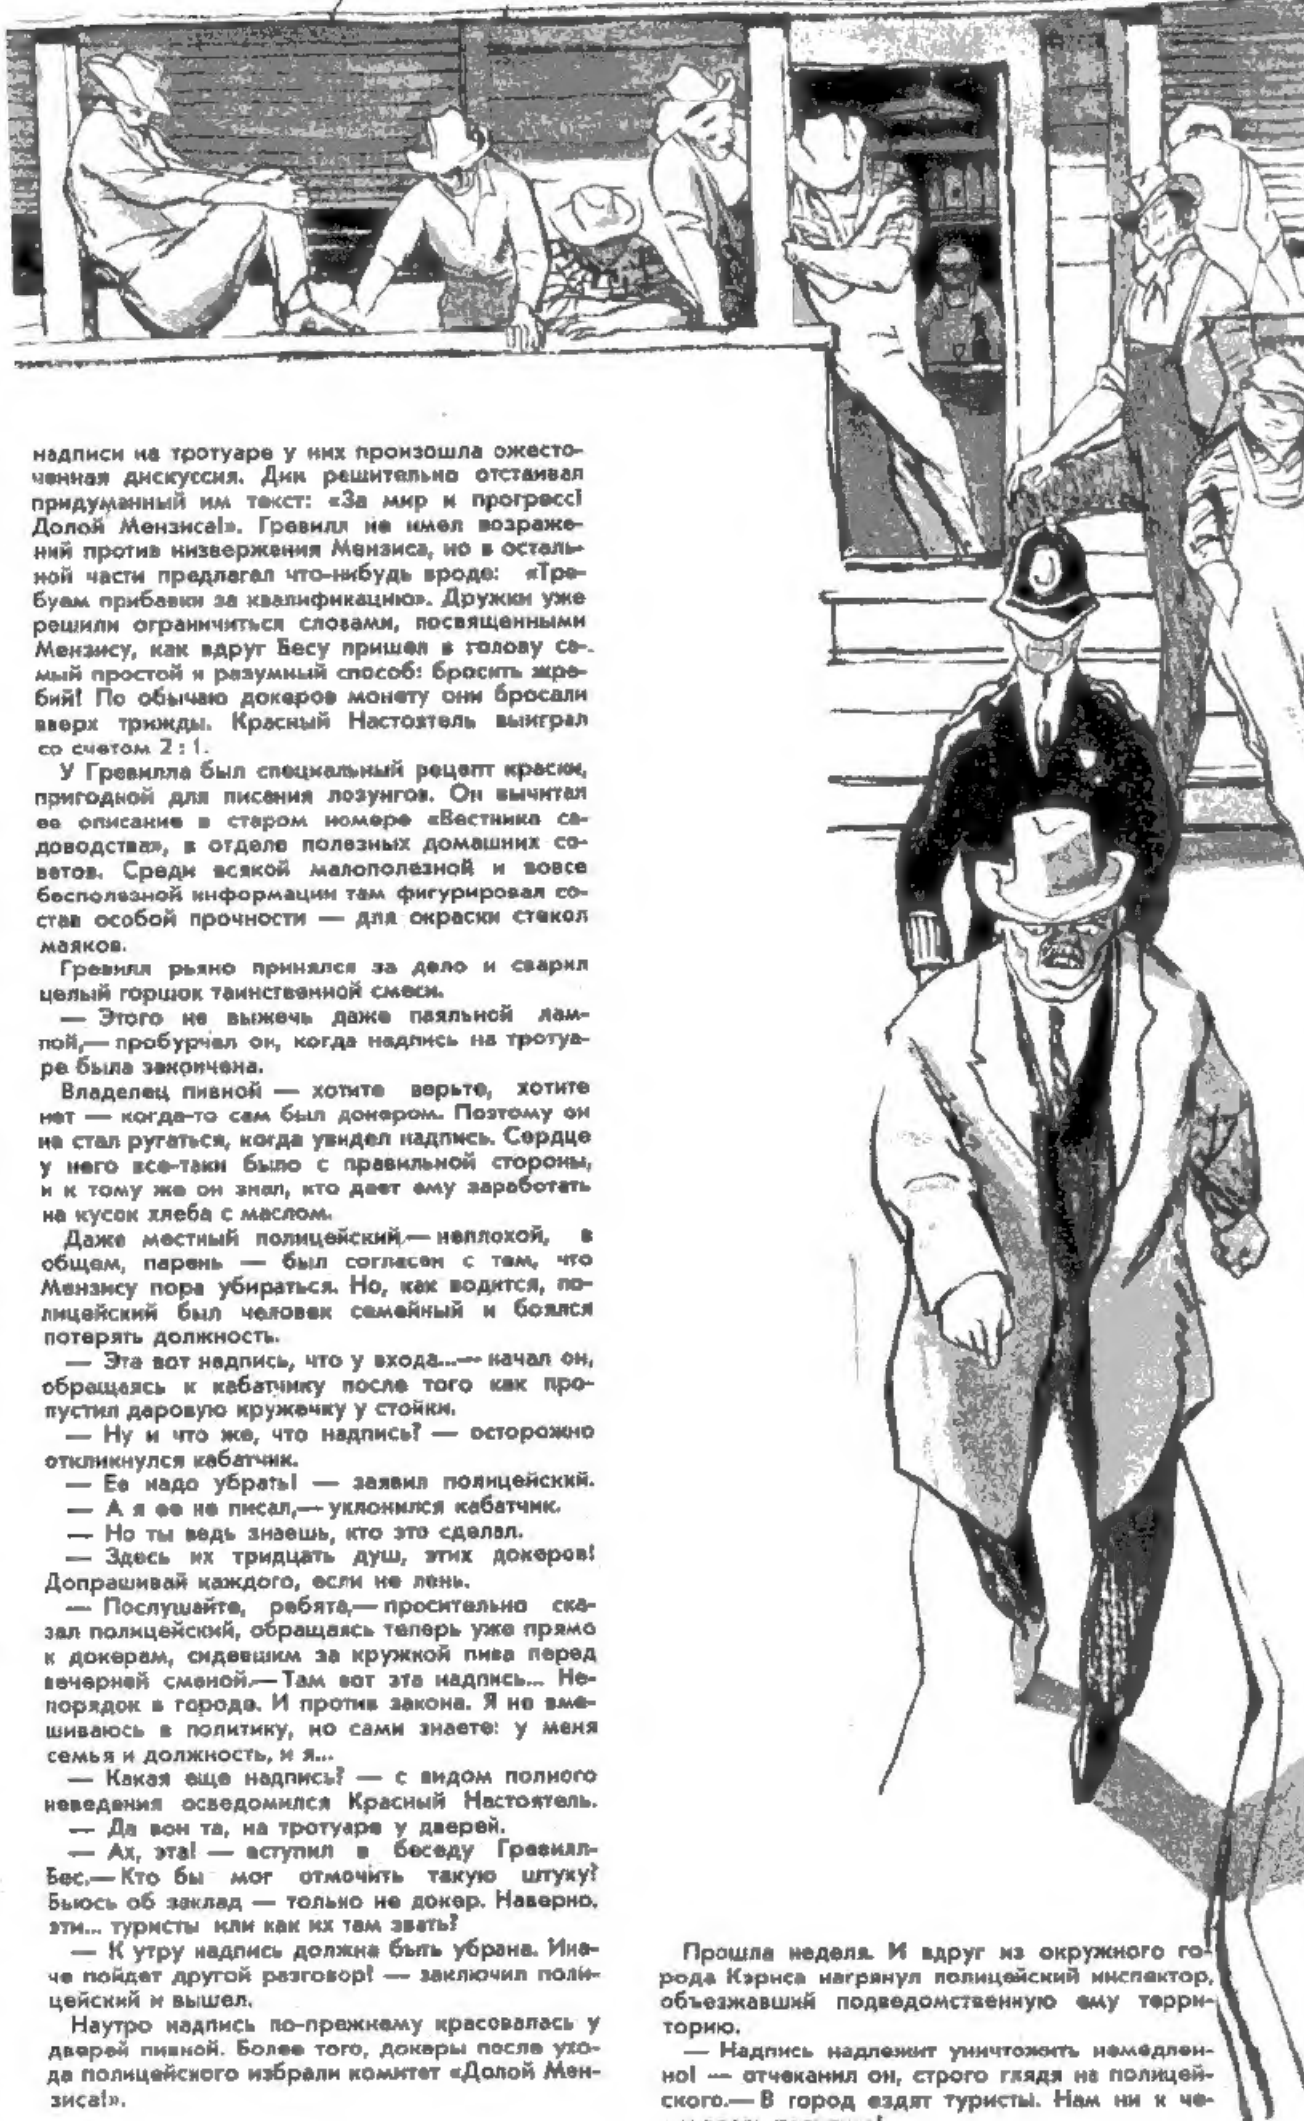 надписи на тротуаре у них произошла ожесто-
ченная дискуссия. Дин решительно отстаивал
придуманный им текст: «За мир и прогресс!
Долой Мензиса!». Гревилл не имел возраже-
ний против низвержения Мензиса, но в осталь-
ной части предлагал что-нибудь вроде: «Тре-
буем прибавки за квалификацию». Дружки уже
решили ограничиться словами, посвященными
Мензису, как вдруг Бесу пришел в голову са-
мый простой и разумный способ: бросить жре-
бий! По обычаю докеров монету они бросали
вверх трижды. Красный Настоятель выиграл
со счетом 2 : 1.
У Гревилла был специальный рецепт краски,
пригодной для писания лозунгов. Он вычитал
ее описание в старом номере «Вестника са-
доводства», в отделе полезных домашних со-
ветов. Среди всякой малополезной и вовсе
бесполезной информации там фигурировал со-
став особой прочности — для окраски стекол
маяков.
Гревилл рьяно принялся за дело и сварил
целый горшок таинственной смеси.
— Этого не выжечь даже паяльной лам-
пой,— пробурчал он, когда надпись на тротуа-
ре была закончена.
Владелец пивной — хотите верьте, хотите
нет — когда-то сам был докером. Поэтому он
не стал ругаться, когда увидел надпись. Сердце
у него все-таки было с правильной стороны,
и к тому же он знал, кто дает ему заработать
на кусок хлеба с маслом.
Даже местный полицейский,— неплохой, в
общем, парень — был согласен с тем, что
Мензису пора убираться. Но, как водится, по-
лицейский был человек семейный и боялся
потерять должность.
— Эта вот надпись, что у входа...— начал он,
обращаясь к кабатчику после того как про-
пустил даровую кружечку у стойки.
— Ну и что же, что надпись? — осторожно
откликнулся кабатчик.
— Ее надо убрать! — заявил полицейский.
— А я ее не писал,— уклонился кабатчик.
— Но ты ведь знаешь, кто это сделал.
— Здесь их тридцать душ, этих докеров!
Допрашивай каждого, если не лень.
— Послушайте, ребята,— просительно ска-
зал полицейский, обращаясь теперь уже прямо
к докерам, сидевшим за кружкой пива перед
вечерней сменой.— Там вот эта надпись... Не-
порядок в городе. И против закона. Я не вме-
шиваюсь в политику, но сами знаете: у меня
семья и должность, и я...
— Какая еще надпись? — с видом полного
неведения осведомился Красный Настоятель.
— Да вон та, на тротуаре у дверей.
— Ах, эта! — вступил в беседу Гревилл-
Бес.— Кто бы мог отмочить такую штуку?
Бьюсь об заклад — только не докер. Наверно,
эти... туристы или как их там звать?
— К утру надпись должна быть убрана. Ина-
че пойдет другой разговор! — заключил поли-
цейский и вышел.
Наутро надпись по-прежнему красовалась у
дверей пивной. Более того, докеры после ухо-
да полицейского избрали комитет «Долой Мен-
зиса!».
Прошла неделя. И вдруг из окружного го-
рода Кэрнса нагрянул полицейский инспектор,
объезжавший подведомственную ему терри-
торию.
— Надпись надлежит уничтожить немедлен-
но! — отчеканил он, строго глядя на полицей-
ского.— В город ездят туристы. Нам ни к че-